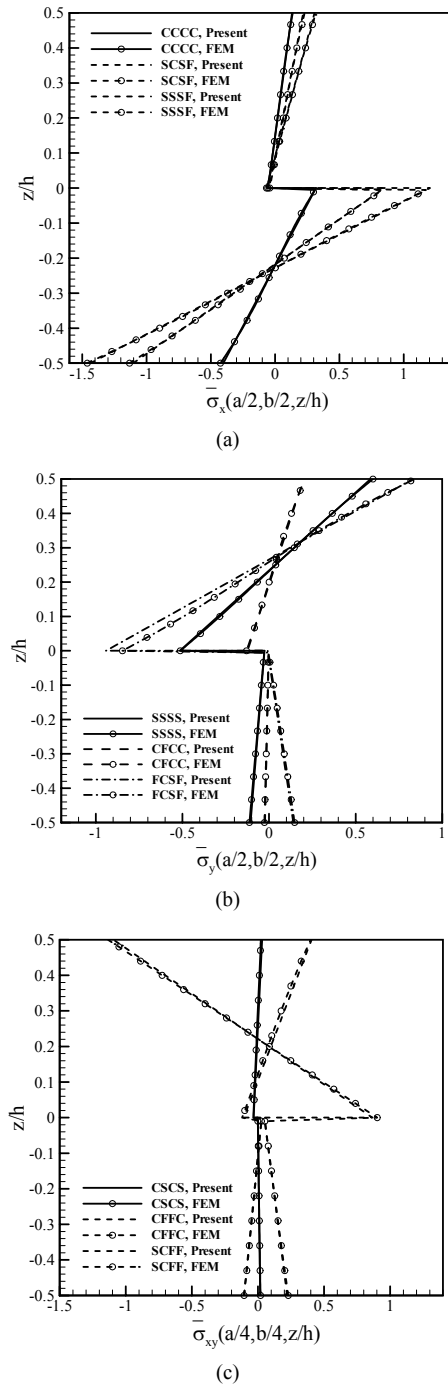 0.5
CCCC, Present
0.4
CCCC, FEM
SCSF, Present
0.3
SCSF, FEM
SSSF, Present
0.2
SSSF, FEM
0.1
z/h
0
-0.1
-0.2
-0.3
-0.4
-0.5
-1.5 -1 -0.5 0 0.5 1
σ̅x(a/2,b/2,z/h)
(a)
0.5
0.4
0.3
0.2
0.1
z/h
0
-0.1
SSSS, Present
-0.2
SSSS, FEM
CFCC, Present
-0.3
CFCC, FEM
FCSF, Present
-0.4
FCSF, FEM
-0.5
-1 -0.5 0 0.5 1
σ̅y(a/2,b/2,z/h)
(b)
0.5
0.4
0.3
0.2
0.1
z/h
0
-0.1
CSCS, Present
-0.2
CSCS, FEM
CFFC, Present
-0.3
CFFC, FEM
SCFF, Present
-0.4
SCFF, FEM
-0.5
-1.5 -1 -0.5 0 0.5 1
σ̅xy(a/4,b/4,z/h)
(c)